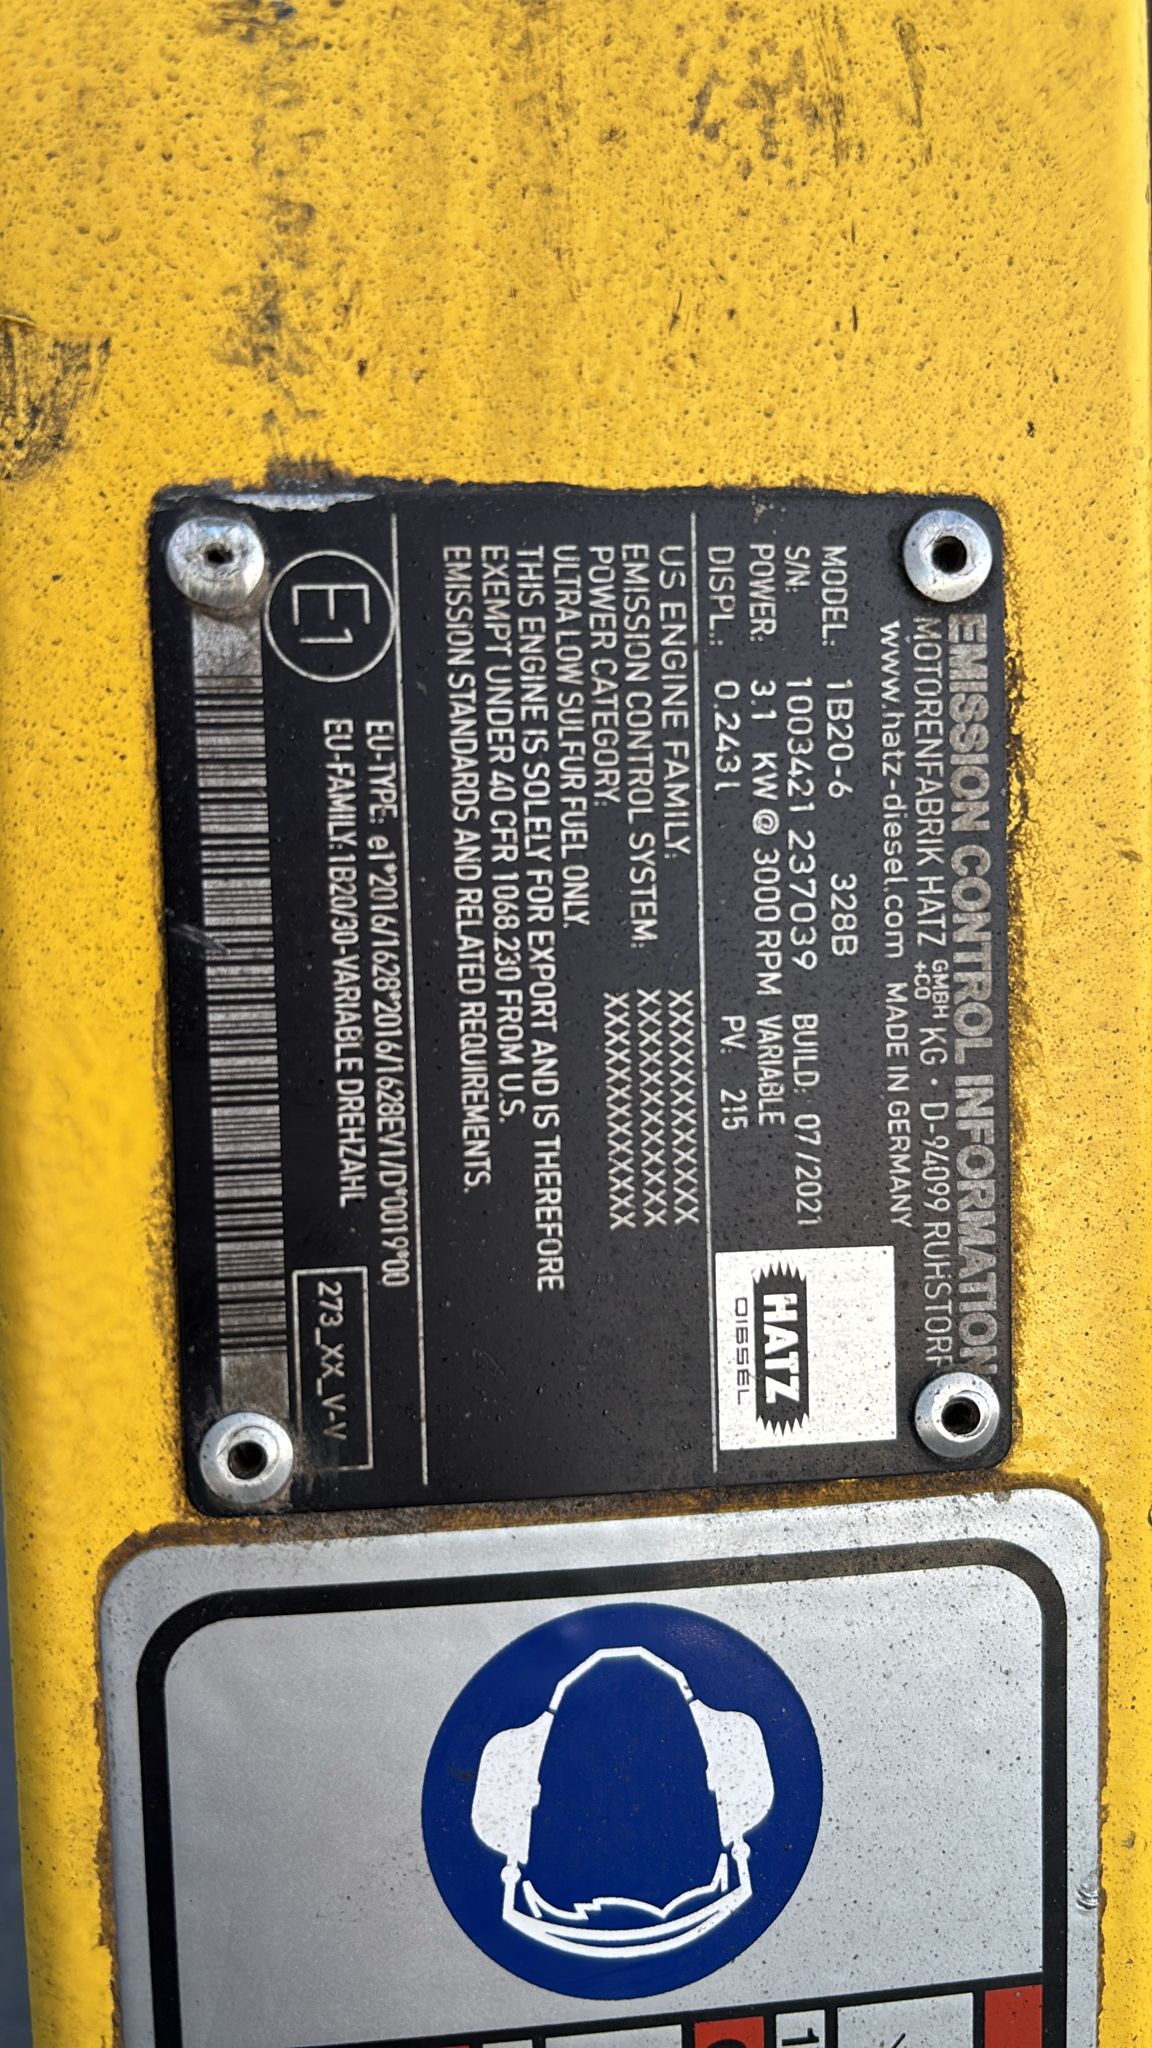 EMISSION CONTROL INFORMATION
MOTORENFABRIK HATZ GMBH +CO KG · D-94099 RUHSTORF
www.hatz-diesel.com MADE IN GERMANY
MODEL: 1B20-6 328B
S/N: 1003421 237039 BUILD: 07/2021
POWER: 3.1 KW@ 3000 RPM VARIABLE
DISPL.: 0.243 l PV: 215
HATZ
DIESEL
US ENGINE FAMILY: XXXXXXXXXXXX
EMISSION CONTROL SYSTEM: XXXXXXXXXXXX
POWER CATEGORY: XXXXXXXXXXXX
ULTRA LOW SULFUR FUEL ONLY.
THIS ENGINE IS SOLELY FOR EXPORT AND IS THEREFORE
EXEMPT UNDER 40 CFR 1068.230 FROM U.S.
EMISSION STANDARDS AND RELATED REQUIREMENTS.
E1
EU-TYPE: e1*2016/1628*2016/1628EV1/D*0019*00
EU-FAMILY: 1B20/30-VARIABLE DREHZAHL
273_XX_V-V